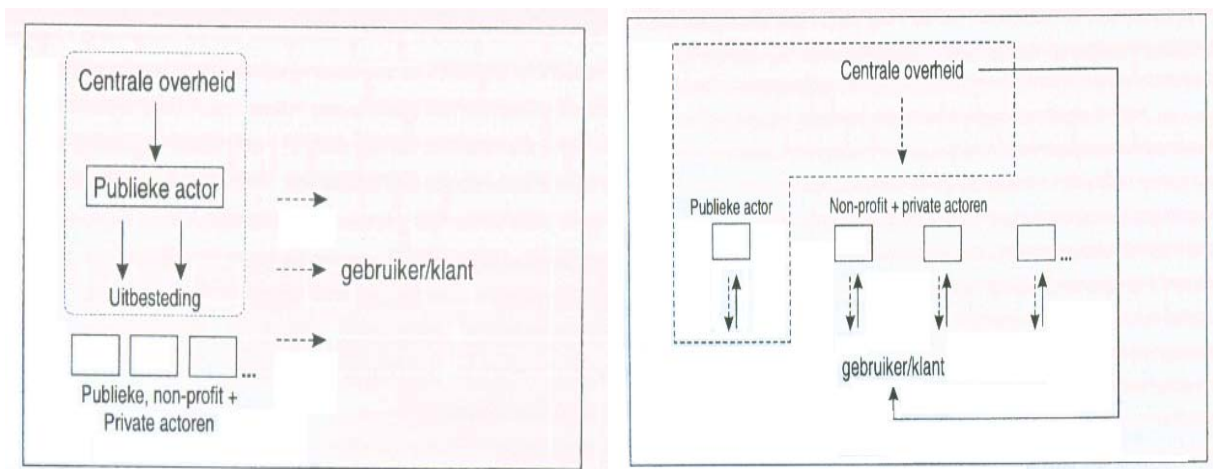 Centrale overheid
Publieke actor
Uitbesteding
gebruiker/klant
...
Publieke, non-profit +
Private actoren
Centrale overheid
Publieke actor
Non-profit + private actoren
...
gebruiker/klant